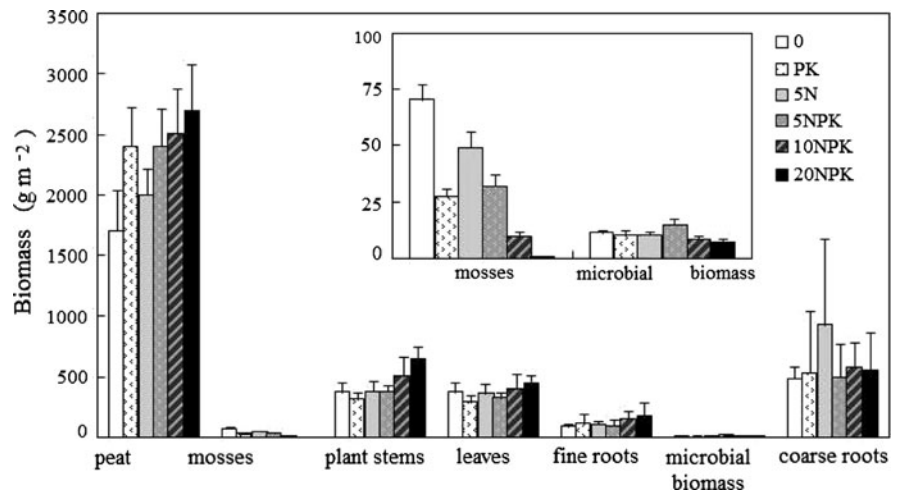 3500
3000
2500
2000
1500
1000
500
0
Biomass (g m⁻²)
100
75
50
25
0
mosses
microbial biomass
0
PK
5N
5NPK
10NPK
20NPK
peat
mosses
plant stems
leaves
fine roots
microbial
biomass
coarse roots